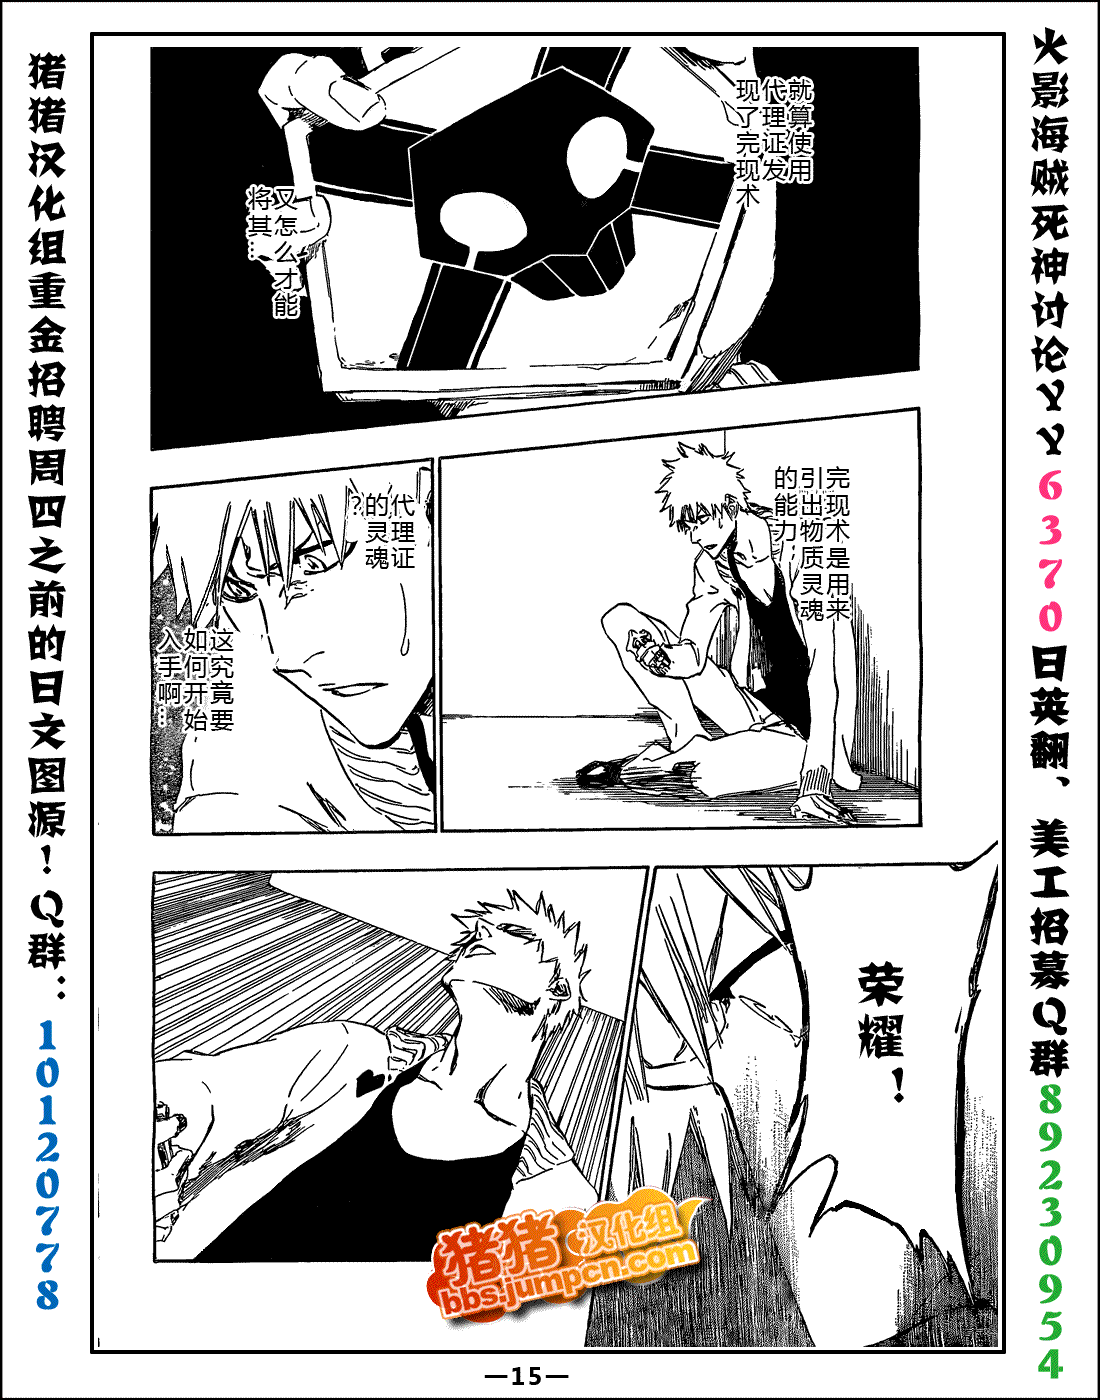 火影海贼死神讨论YY6370日英翻、美工招募Q群892330954
就算使用
代理证发
现了完现术
又怎么才能
将其…
完现术是用来
引出物质灵魂
的能力
代理证
的灵魂
?
这究竟要
如何开始
入手啊…
荣耀!
猪猪汉化组
bbs.jumpcn.com
猪猪汉化组重金招聘周四之前的日文图源!Q群:101120778
—15—